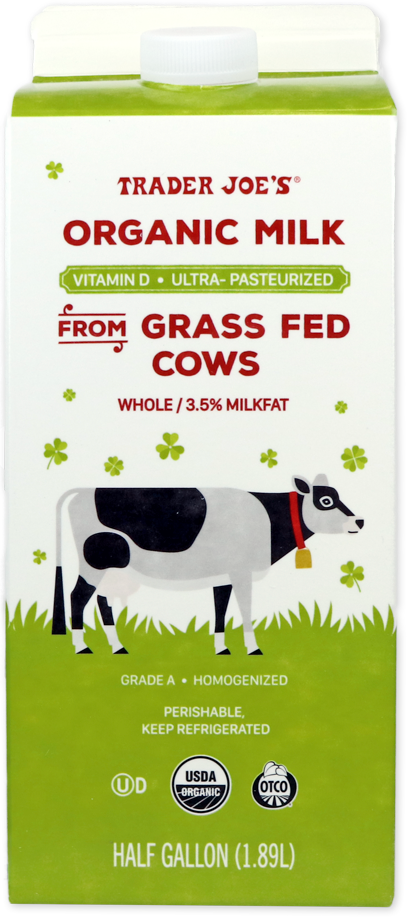 TRADER JOE'S®
ORGANIC MILK
VITAMIN D • ULTRA- PASTEURIZED
FROM GRASS FED
COWS
WHOLE / 3.5% MILKFAT
GRADE A • HOMOGENIZED
PERISHABLE,
KEEP REFRIGERATED
UD USDA ORGANIC OTCO
HALF GALLON (1.89L)